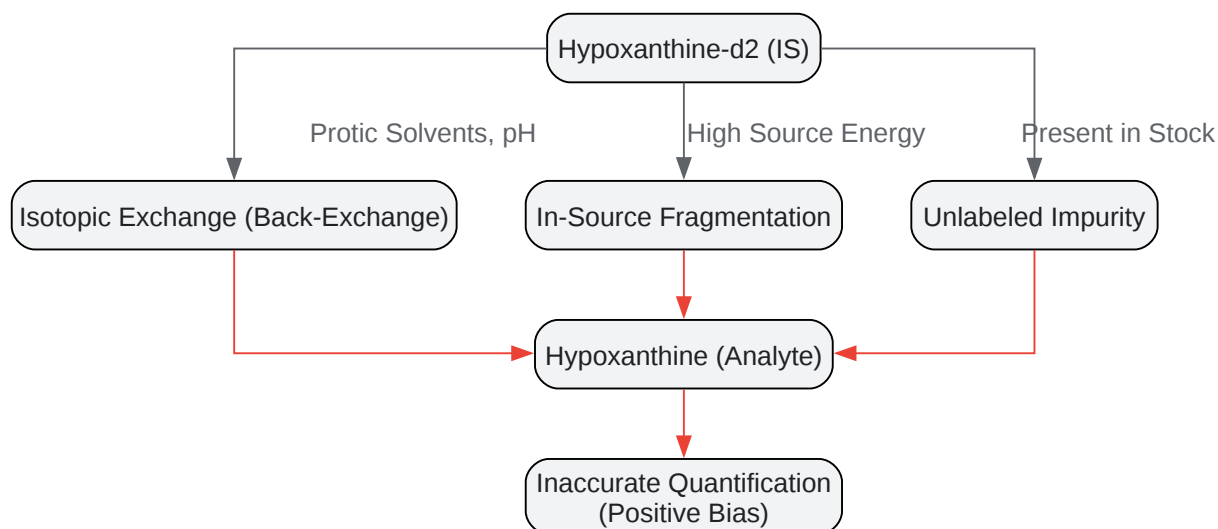 Hypoxanthine-d2 (IS)
Protic Solvents, pH
High Source Energy
Present in Stock
Isotopic Exchange (Back-Exchange)
In-Source Fragmentation
Unlabeled Impurity
Hypoxanthine (Analyte)
Inaccurate Quantification
(Positive Bias)